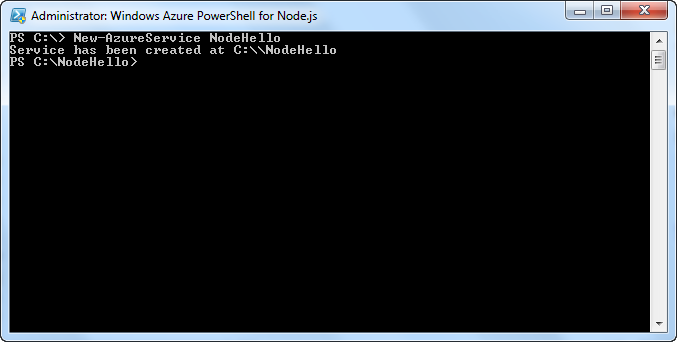 Administrator: Windows Azure PowerShell for Node.js
PS C:\> New-AzureService NodeHello
Service has been created at C:\\NodeHello
PS C:\NodeHello>